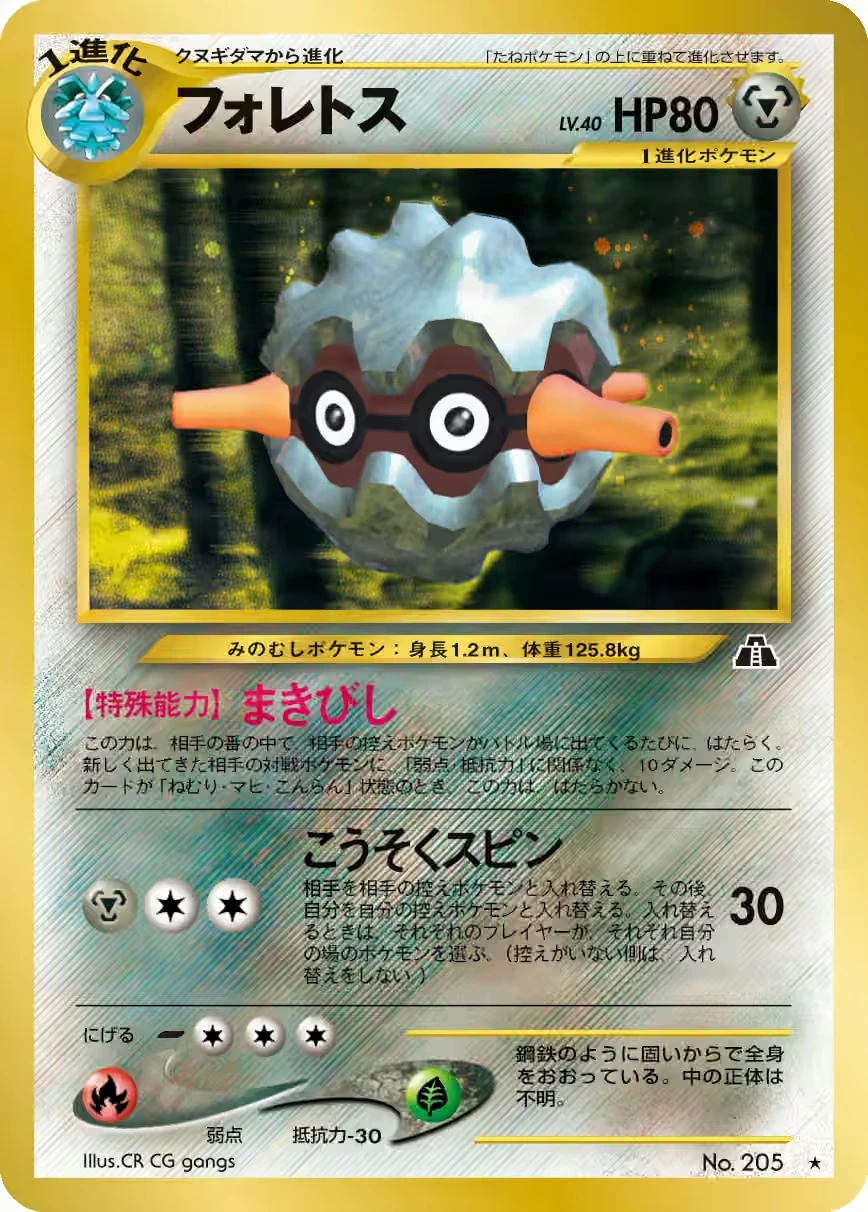 1進化
クヌギダマから進化
「たねポケモン」の上に重ねて進化させます。
フォレトス
LV.40 HP80
1進化ポケモン
みのむしポケモン：身長1.2m、体重125.8kg
【特殊能力】まきびし
この力は、相手の番の中で、相手の控えポケモンがバトル場に出てくるたびに、はたらく。
新しく出てきた相手の対戦ポケモンに、「弱点・抵抗力」に関係なく、10ダメージ。この
カードが「ねむり・マヒ・こんらん」状態のとき、この力は、はたらかない。
こうそくスピン
30
相手を相手の控えポケモンと入れ替える。その後、
自分を自分の控えポケモンと入れ替える。入れ替え
るときは、それぞれのプレイヤーが、それぞれ自分
の場のポケモンを選ぶ。（控えがいない側は、入れ
替えをしない。）
にげる
弱点
抵抗力-30
鋼鉄のように固いからで全身
をおおっている。中の正体は
不明。
Illus.CR CG gangs
No. 205 ★